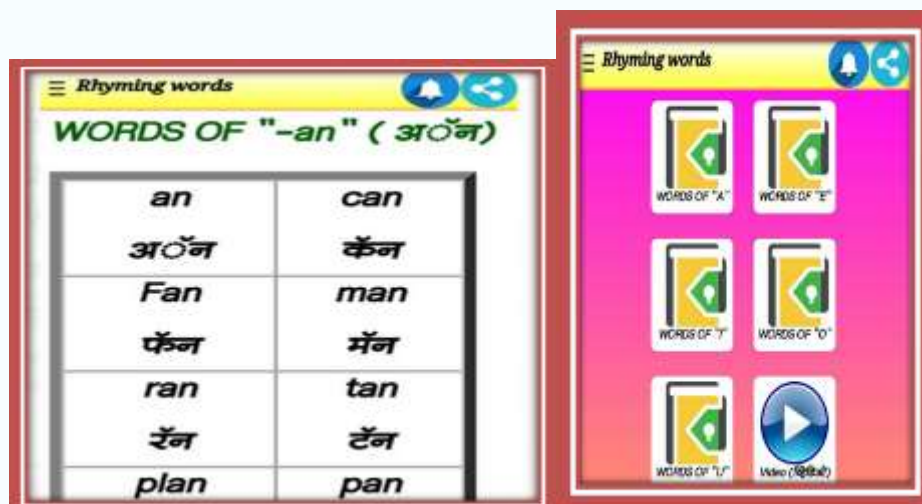 Rhyming words
WORDS OF "-an" ( अॅन)
an can
अॅन कॅन
Fan man
फॅन मॅन
ran tan
रॅन टॅन
plan pan
Rhyming words
WORDS OF "A" WORDS OF "E"
WORDS OF "I" WORDS OF "O"
WORDS OF "U" Video (व्हिडिओ)